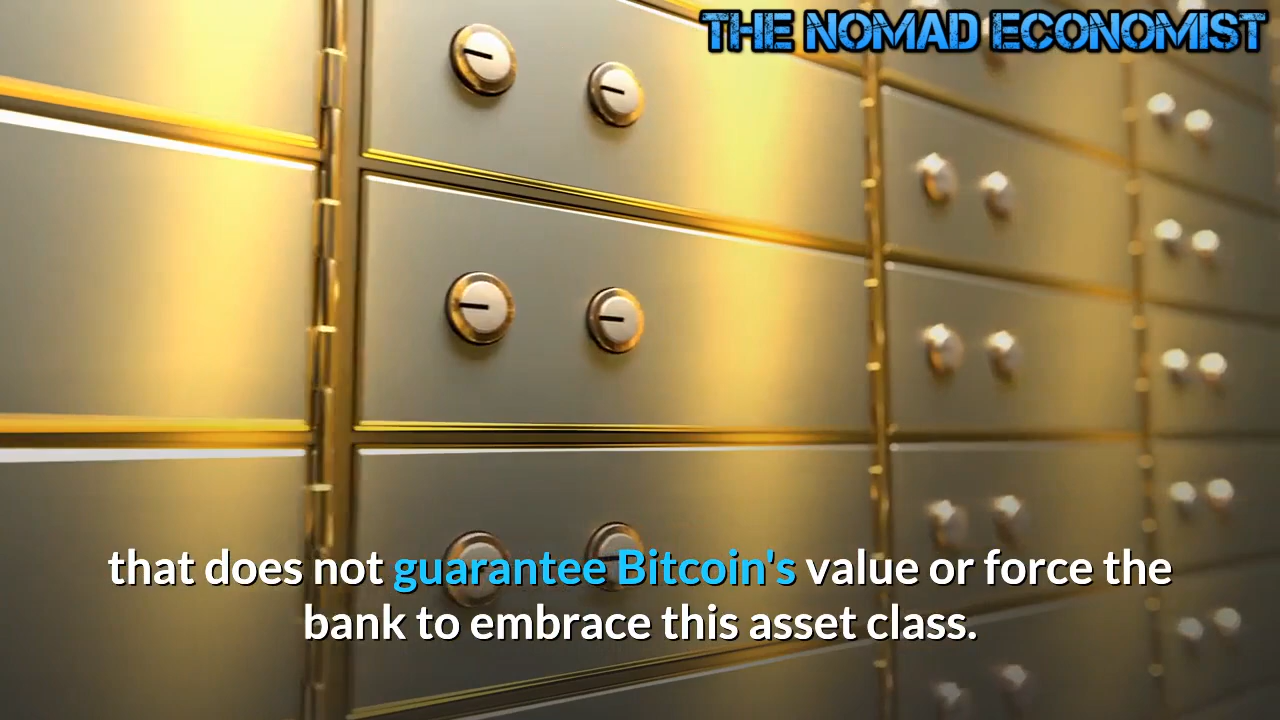 THE NOMAD ECONOMIST
that does not guarantee Bitcoin's value or force the
bank to embrace this asset class.